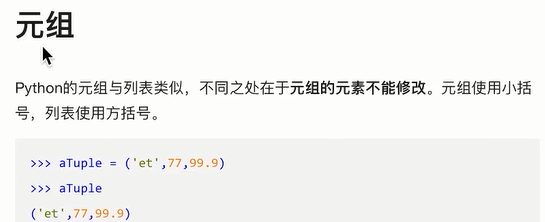 元组
Python的元组与列表类似，不同之处在于元组的元素不能修改。元组使用小括
号，列表使用方括号。
>>> aTuple = ('et',77,99.9)
>>> aTuple
('et',77,99.9)